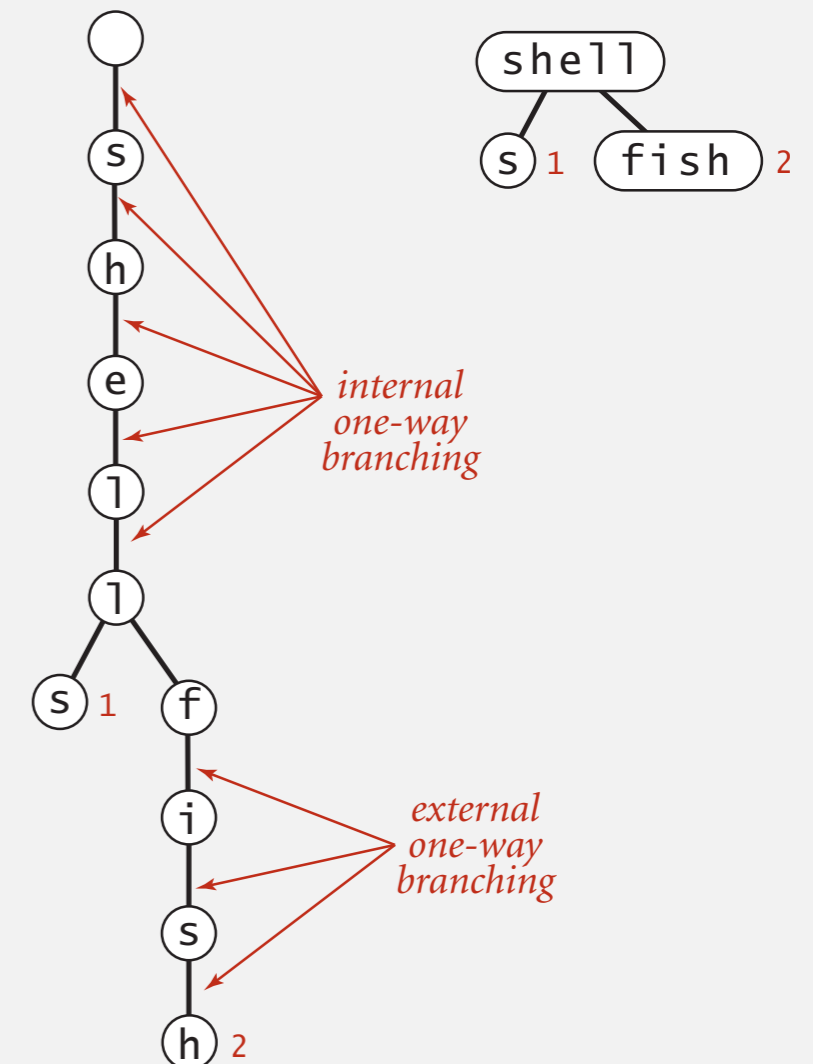 shell
s 1 fish 2
s
h
e
l
l
s 1 f
i
s
h 2
internal
one-way
branching
external
one-way
branching